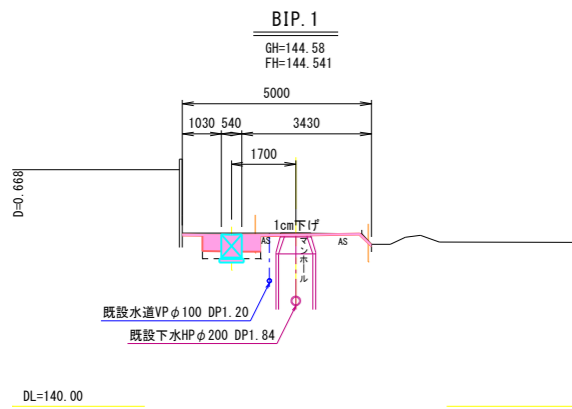 BIP.1
GH=144.58
FH=144.541
5000
1030 540 3430
1700
D=0.668
1cm下げ
AS
マンホール
AS
既設水道VPφ100 DP1.20
既設下水HPφ200 DP1.84
DL=140.00